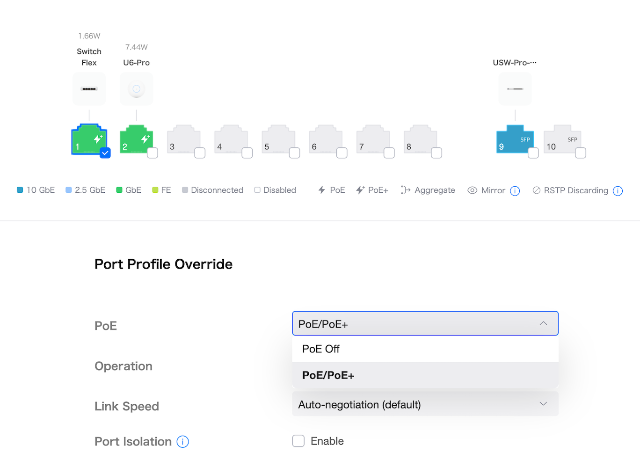 1.66W
Switch
Flex
7.44W
U6-Pro
USW-Pro-···
1
2
3
4
5
6
7
8
9
SFP
10
SFP
10 GbE
2.5 GbE
GbE
FE
Disconnected
Disabled
PoE
PoE+
Aggregate
Mirror
RSTP Discarding
Port Profile Override
PoE
PoE/PoE+
PoE Off
Operation
PoE/PoE+
Link Speed
Auto-negotiation (default)
Port Isolation
Enable